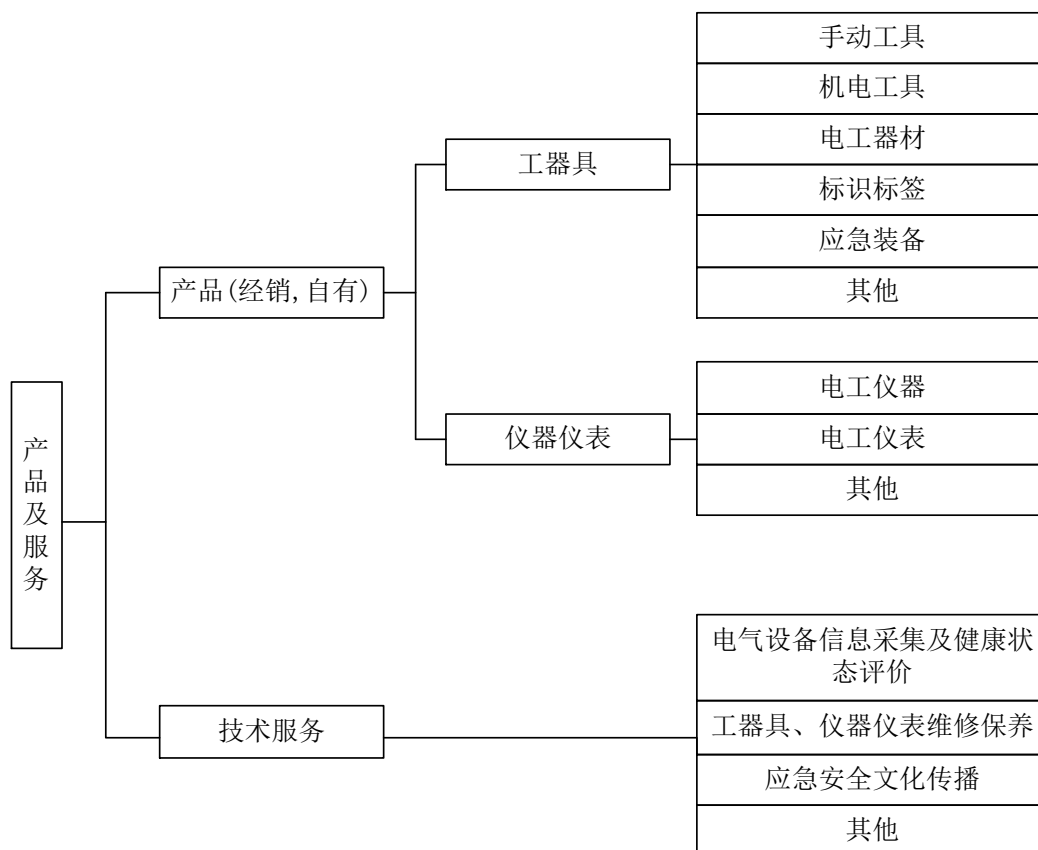 产品及服务
产品(经销,自有)
工器具
手动工具
机电工具
电工器材
标识标签
应急装备
其他
仪器仪表
电工仪器
电工仪表
其他
技术服务
电气设备信息采集及健康状
态评价
工器具、仪器仪表维修保养
应急安全文化传播
其他